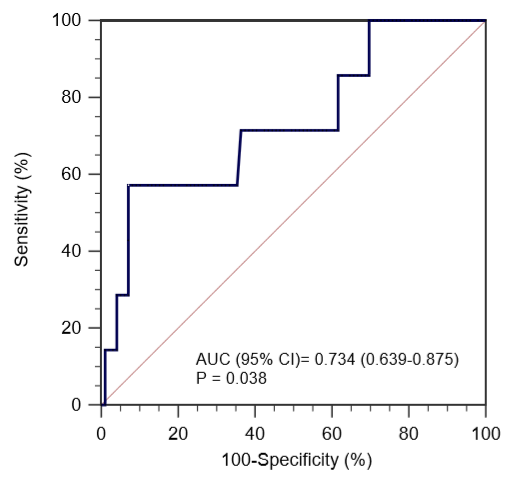 100
80
60
40
20
0
Sensitivity (%)
AUC (95% CI)= 0.734 (0.639-0.875)
P = 0.038
0 20 40 60 80 100
100-Specificity (%)